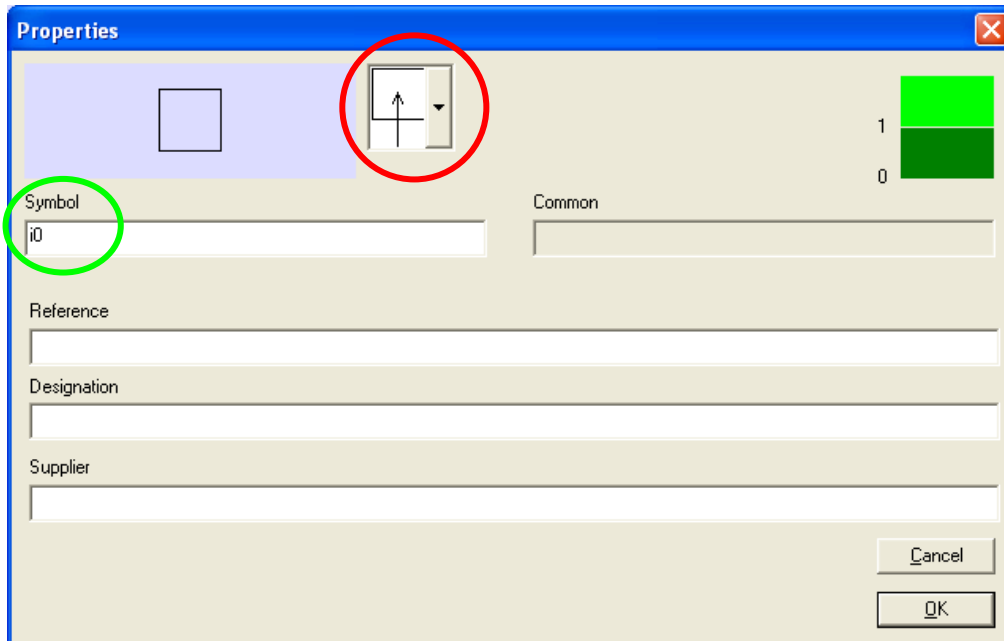 Properties
1
0
Symbol
Common
i0
Reference
Designation
Supplier
Cancel
OK